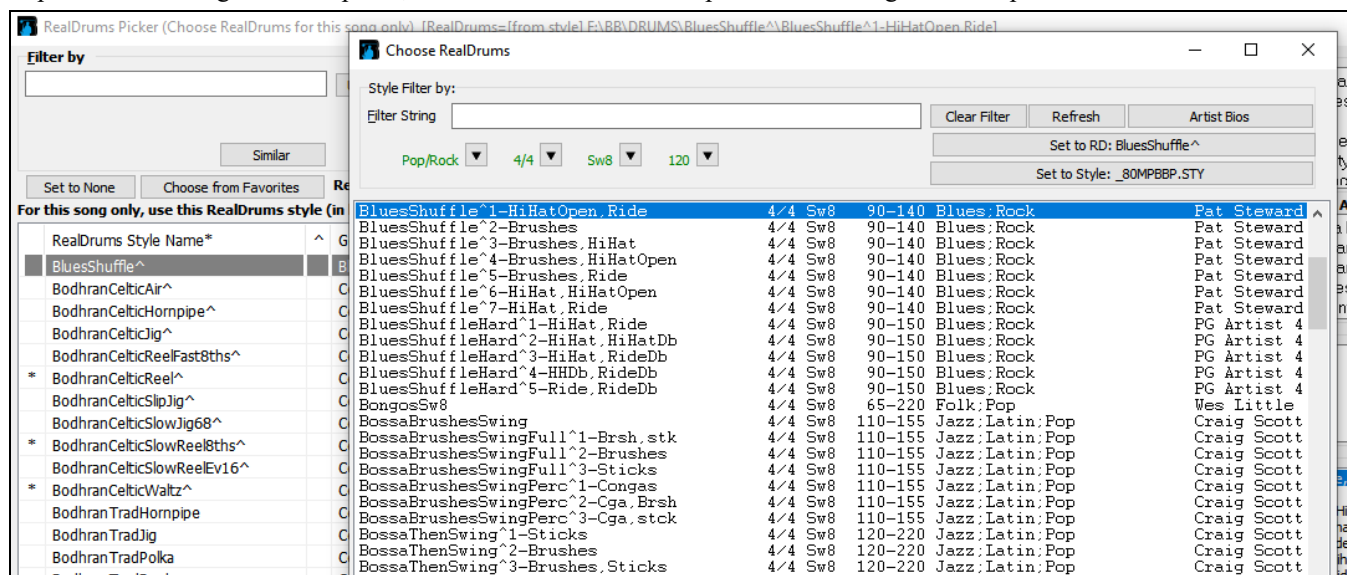 RealDrums Picker (Choose RealDrums for this song only) [RealDrums=[from style] F:\BB\DRUMS\BluesShuffle^\BluesShuffle^1-HiHatOpen,Ride]
Filter by
Similar
Set to None
Choose from Favorites
For this song only, use this RealDrums style (in
RealDrums Style Name*
^
BluesShuffle^
BodhranCelticAir^
BodhranCelticHornpipe^
BodhranCelticJig^
BodhranCelticReelFast8ths^
* BodhranCelticReel^
BodhranCelticSlipJig^
BodhranCelticSlowJig68^
* BodhranCelticSlowReel8ths^
BodhranCelticSlowReelEv16^
* BodhranCelticWaltz^
BodhranTradHornpipe
BodhranTradJig
BodhranTradPolka
Choose RealDrums
Style Filter by:
Filter String
Clear Filter
Refresh
Artist Bios
Set to RD: BluesShuffle^
Pop/Rock
4/4
Sw8
120
Set to Style: _80MPBBP.STY
BluesShuffle^1-HiHatOpen,Ride 4/4 Sw8 90-140 Blues;Rock Pat Steward
BluesShuffle^2-Brushes 4/4 Sw8 90-140 Blues;Rock Pat Steward
BluesShuffle^3-Brushes,HiHat 4/4 Sw8 90-140 Blues;Rock Pat Steward
BluesShuffle^4-Brushes,HiHatOpen 4/4 Sw8 90-140 Blues;Rock Pat Steward
BluesShuffle^5-Brushes,Ride 4/4 Sw8 90-140 Blues;Rock Pat Steward
BluesShuffle^6-HiHat,HiHatOpen 4/4 Sw8 90-140 Blues;Rock Pat Steward
BluesShuffle^7-HiHat,Ride 4/4 Sw8 90-140 Blues;Rock Pat Steward
BluesShuffleHard^1-HiHat,Ride 4/4 Sw8 90-150 Blues;Rock PG Artist 4
BluesShuffleHard^2-HiHat,HiHatDb 4/4 Sw8 90-150 Blues;Rock PG Artist 4
BluesShuffleHard^3-HiHat,RideDb 4/4 Sw8 90-150 Blues;Rock PG Artist 4
BluesShuffleHard^4-HHDb,RideDb 4/4 Sw8 90-150 Blues;Rock PG Artist 4
BluesShuffleHard^5-Ride,RideDb 4/4 Sw8 90-150 Blues;Rock PG Artist 4
BongosSw8 4/4 Sw8 65-220 Folk;Pop Wes Little
BossaBrushesSwing 4/4 Sw8 110-155 Jazz;Latin;Pop Craig Scott
BossaBrushesSwingFull^1-Brsh,stk 4/4 Sw8 110-155 Jazz;Latin;Pop Craig Scott
BossaBrushesSwingFull^2-Brushes 4/4 Sw8 110-155 Jazz;Latin;Pop Craig Scott
BossaBrushesSwingFull^3-Sticks 4/4 Sw8 110-155 Jazz;Latin;Pop Craig Scott
BossaBrushesSwingPerc^1-Congas 4/4 Sw8 110-155 Jazz;Latin;Pop Craig Scott
BossaBrushesSwingPerc^2-Cga,Brsh 4/4 Sw8 110-155 Jazz;Latin;Pop Craig Scott
BossaBrushesSwingPerc^3-Cga,stck 4/4 Sw8 110-155 Jazz;Latin;Pop Craig Scott
BossaThenSwing^1-Sticks 4/4 Sw8 120-220 Jazz;Latin;Pop Craig Scott
BossaThenSwing^2-Brushes 4/4 Sw8 120-220 Jazz;Latin;Pop Craig Scott
BossaThenSwing^3-Brushes,Sticks 4/4 Sw8 120-220 Jazz;Latin;Pop Craig Scott